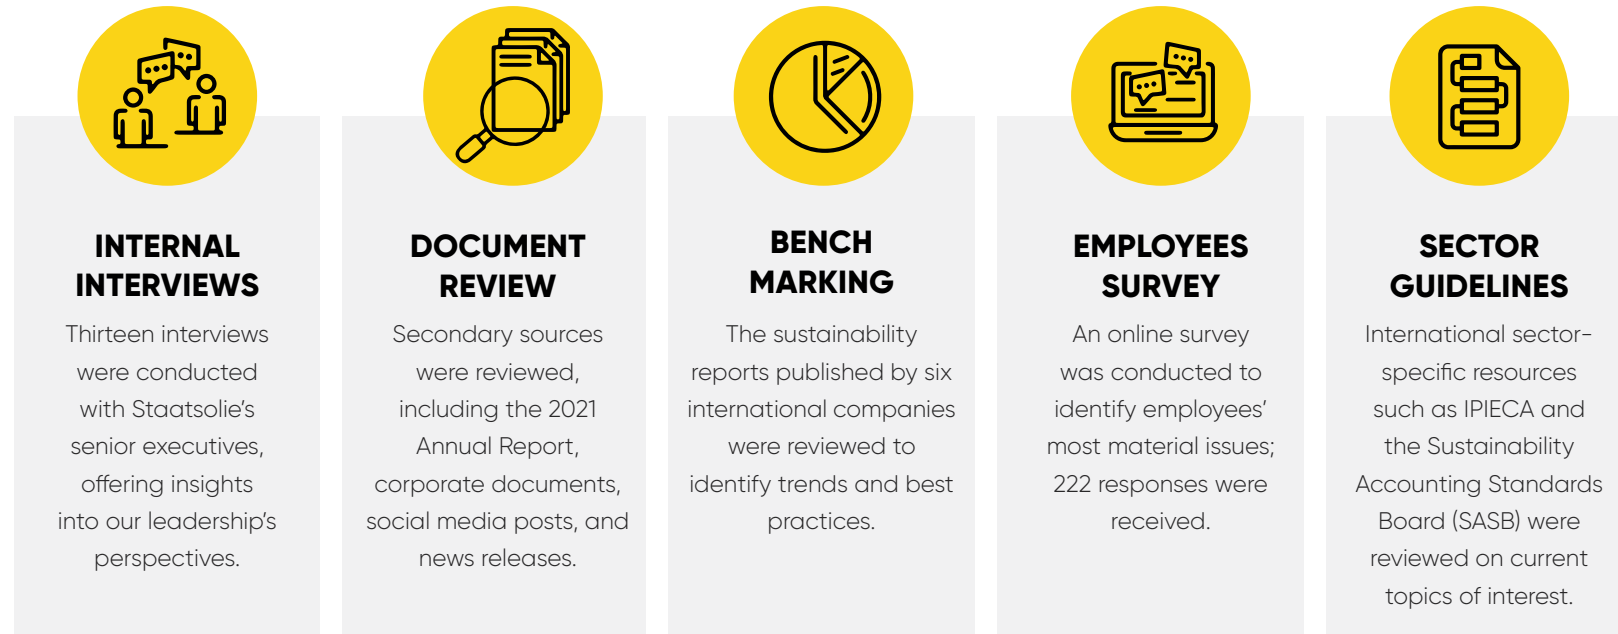 INTERNAL
INTERVIEWS
Thirteen interviews
were conducted
with Staatsolie’s
senior executives,
offering insights
into our leadership’s
perspectives.
DOCUMENT
REVIEW
Secondary sources
were reviewed,
including the 2021
Annual Report,
corporate documents,
social media posts, and
news releases.
BENCH
MARKING
The sustainability
reports published by six
international companies
were reviewed to
identify trends and best
practices.
EMPLOYEES
SURVEY
An online survey
was conducted to
identify employees’
most material issues;
222 responses were
received.
SECTOR
GUIDELINES
International sector-
specific resources
such as IPIECA and
the Sustainability
Accounting Standards
Board (SASB) were
reviewed on current
topics of interest.